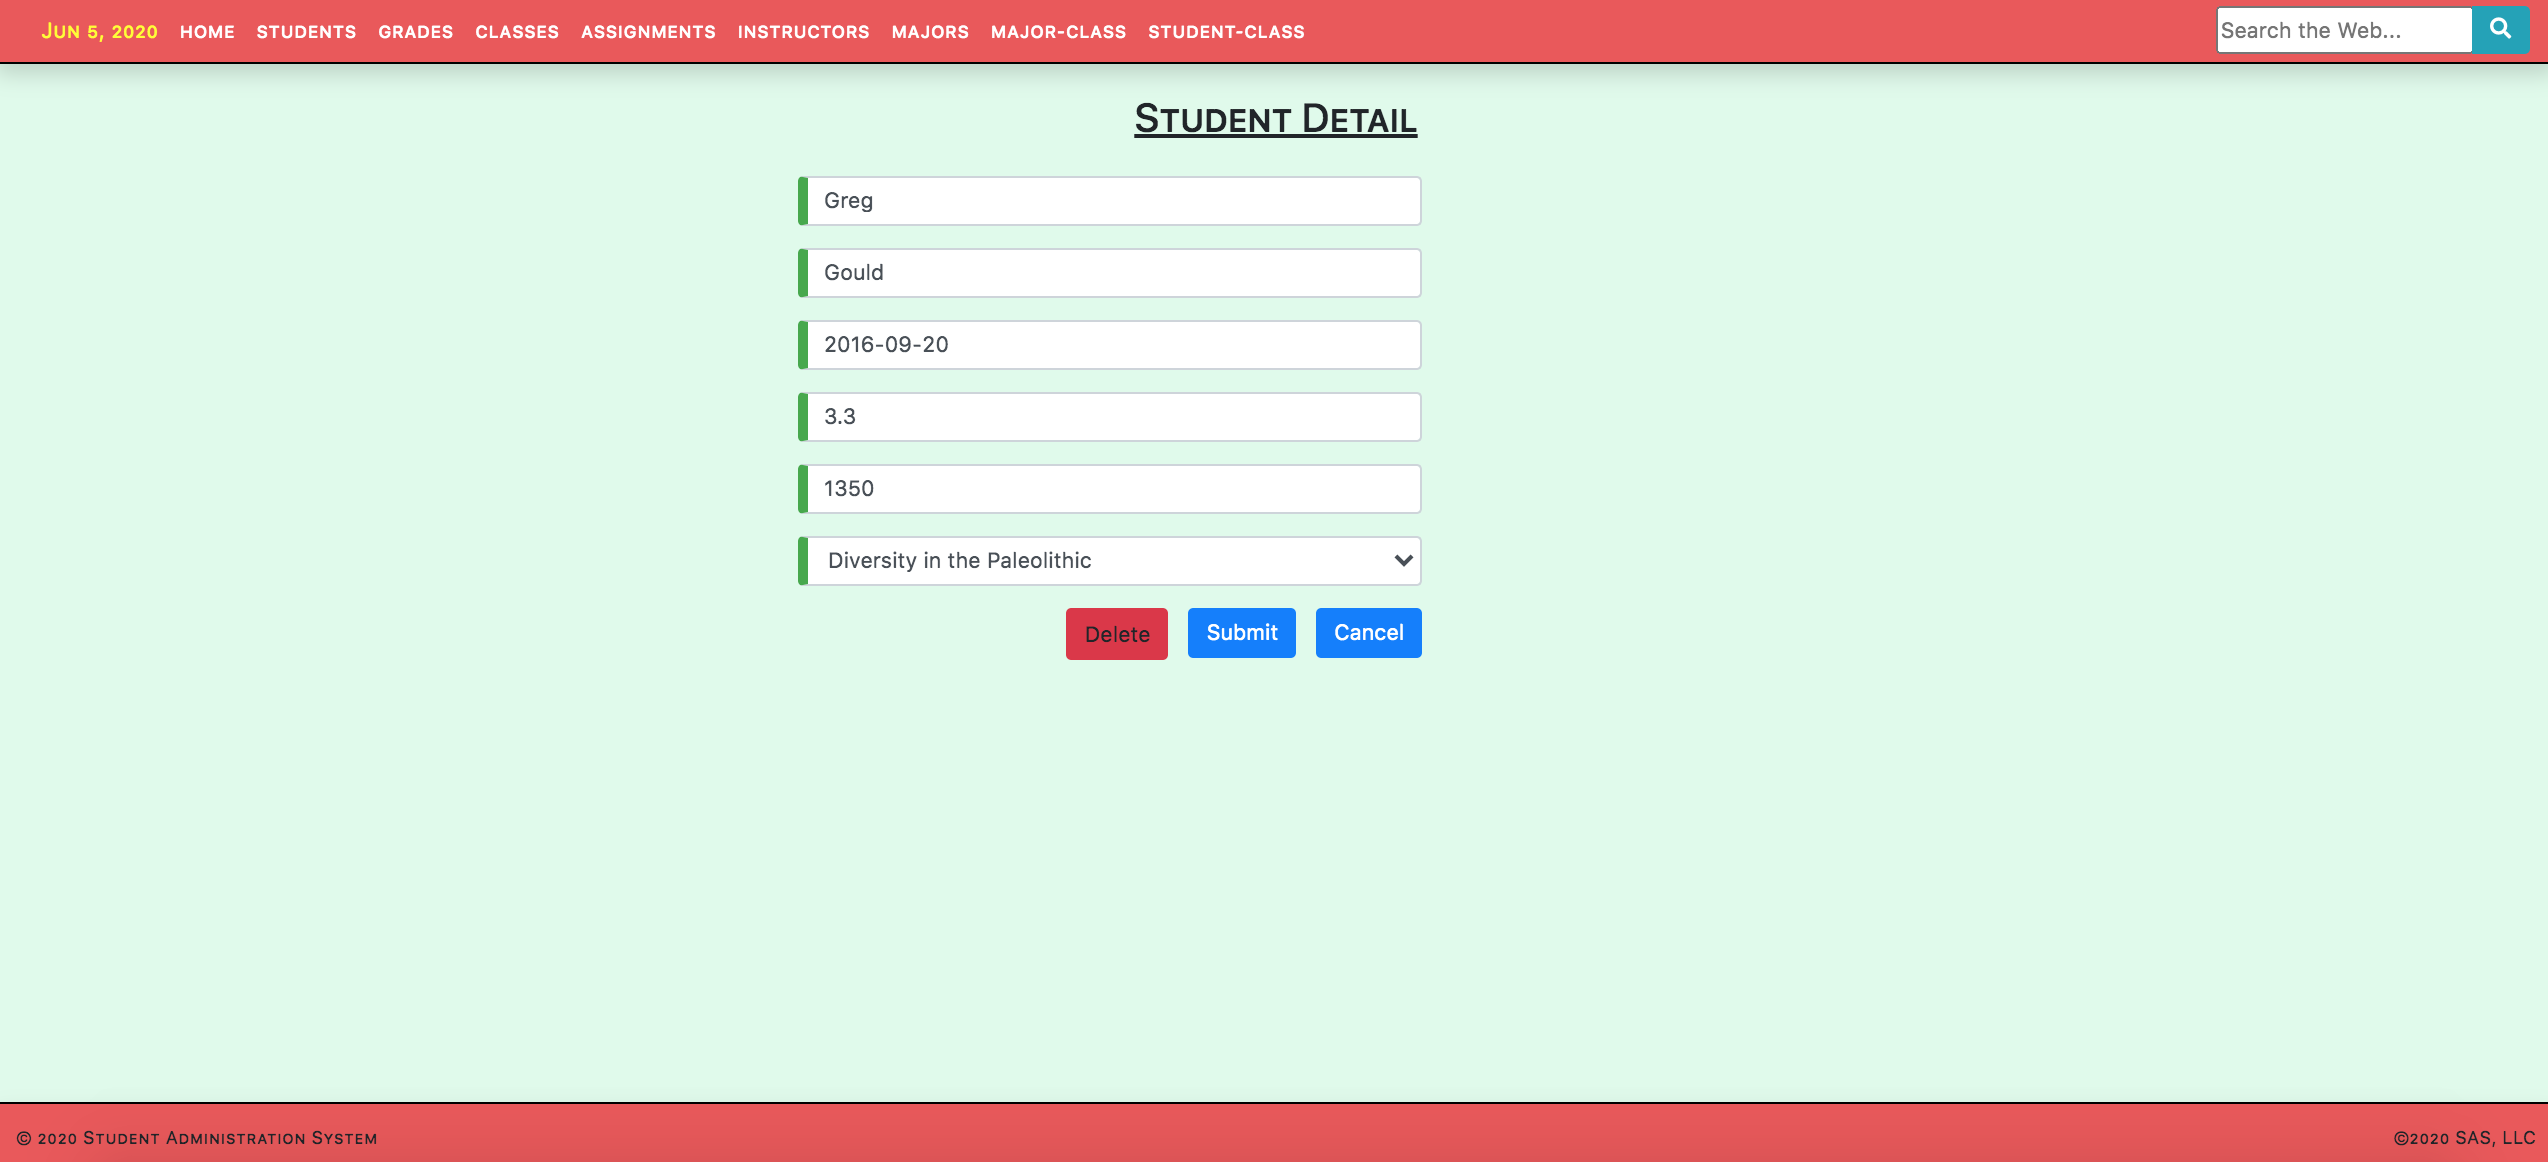 Jun 5, 2020 HOME STUDENTS GRADES CLASSES ASSIGNMENTS INSTRUCTORS MAJORS MAJOR-CLASS STUDENT-CLASS Search the Web...
Student Detail
Greg
Gould
2016-09-20
3.3
1350
Diversity in the Paleolithic
Delete Submit Cancel
© 2020 Student Administration System ©2020 SAS, LLC